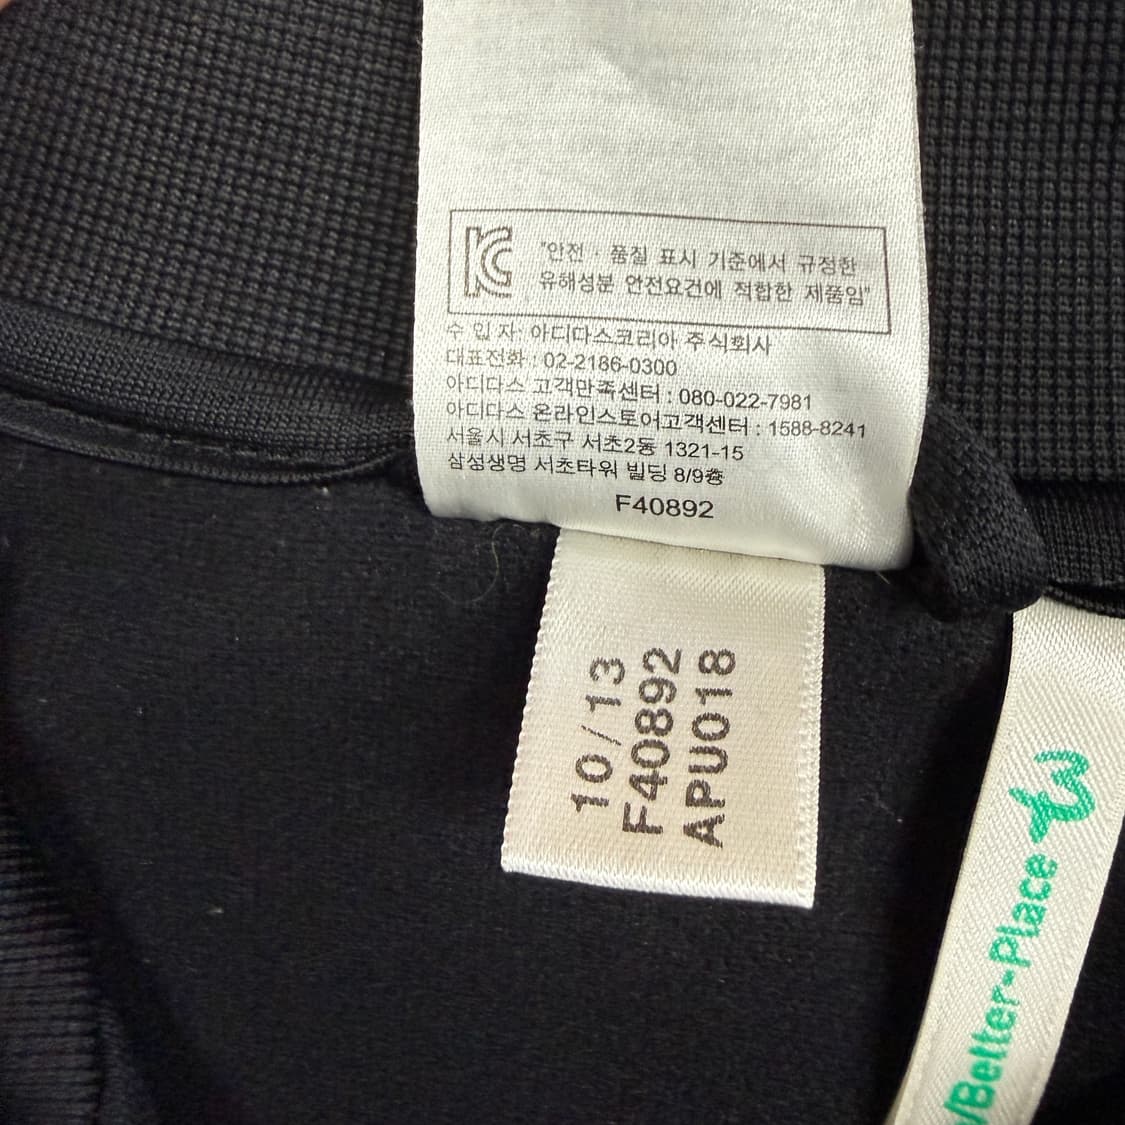 "안전 · 품질 표시 기준에서 규정한
유해성분 안전요건에 적합한 제품임"
수 입 자: 아디다스코리아 주식회사
대표전화 : 02-2186-0300
아디다스 고객만족센터 : 080-022-7981
아디다스 온라인스토어고객센터 : 1588-8241
서울시 서초구 서초2동 1321-15
삼성생명 서초타워 빌딩 8/9층
F40892
10/13
F40892
APU018
/Better-Place